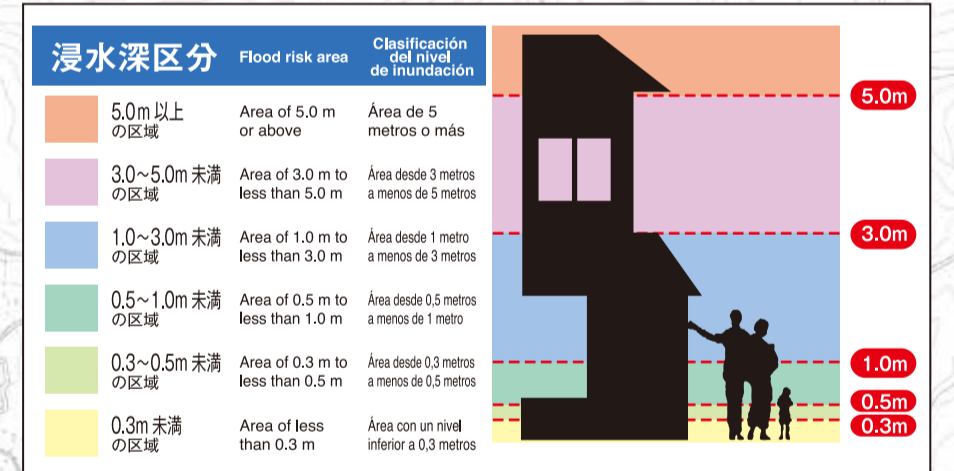 浸水深区分 Flood risk area Clasificación
del nivel
de inundación
5.0m 以上
の区域
Area of 5.0 m
or above
Área de 5
metros o más
3.0～5.0m 未満
の区域
Area of 3.0 m to
less than 5.0 m
Área desde 3 metros
a menos de 5 metros
1.0～3.0m 未満
の区域
Area of 1.0 m to
less than 3.0 m
Área desde 1 metro
a menos de 3 metros
0.5～1.0m 未満
の区域
Area of 0.5 m to
less than 1.0 m
Área desde 0,5 metros
a menos de 1 metro
0.3～0.5m 未満
の区域
Area of 0.3 m to
less than 0.5 m
Área desde 0,3 metros
a menos de 0,5 metros
0.3m 未満
の区域
Area of less
than 0.3 m
Área con un nivel
inferior a 0,3 metros
5.0m
3.0m
1.0m
0.5m
0.3m